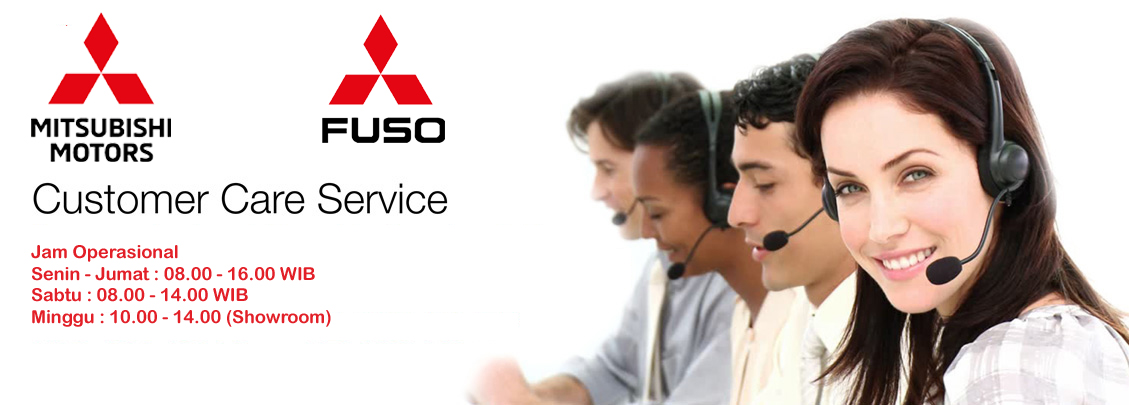 MITSUBISHI
MOTORS
FUSO
Customer Care Service
Jam Operasional
Senin - Jumat : 08.00 - 16.00 WIB
Sabtu : 08.00 - 14.00 WIB
Minggu : 10.00 - 14.00 (Showroom)